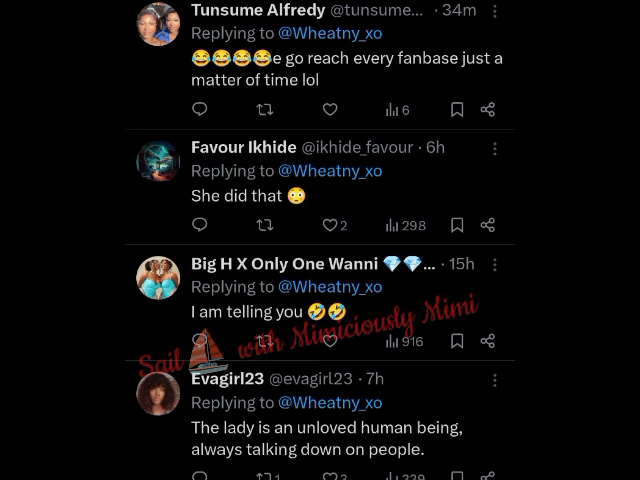 Tunsume Alfredy @tunsume... · 34m
Replying to @Wheatny_xo
😂😂😂😂e go reach every fanbase just a
matter of time lol
6
Favour Ikhide @ikhide_favour · 6h
Replying to @Wheatny_xo
She did that 😳
2 298
Big H X Only One Wanni 💎💎... · 15h
Replying to @Wheatny_xo
I am telling you 🤣🤣
916
Sail with Mimiciously Mimi
Evagirl23 @evagirl23 · 7h
Replying to @Wheatny_xo
The lady is an unloved human being,
always talking down on people.
1 3 339